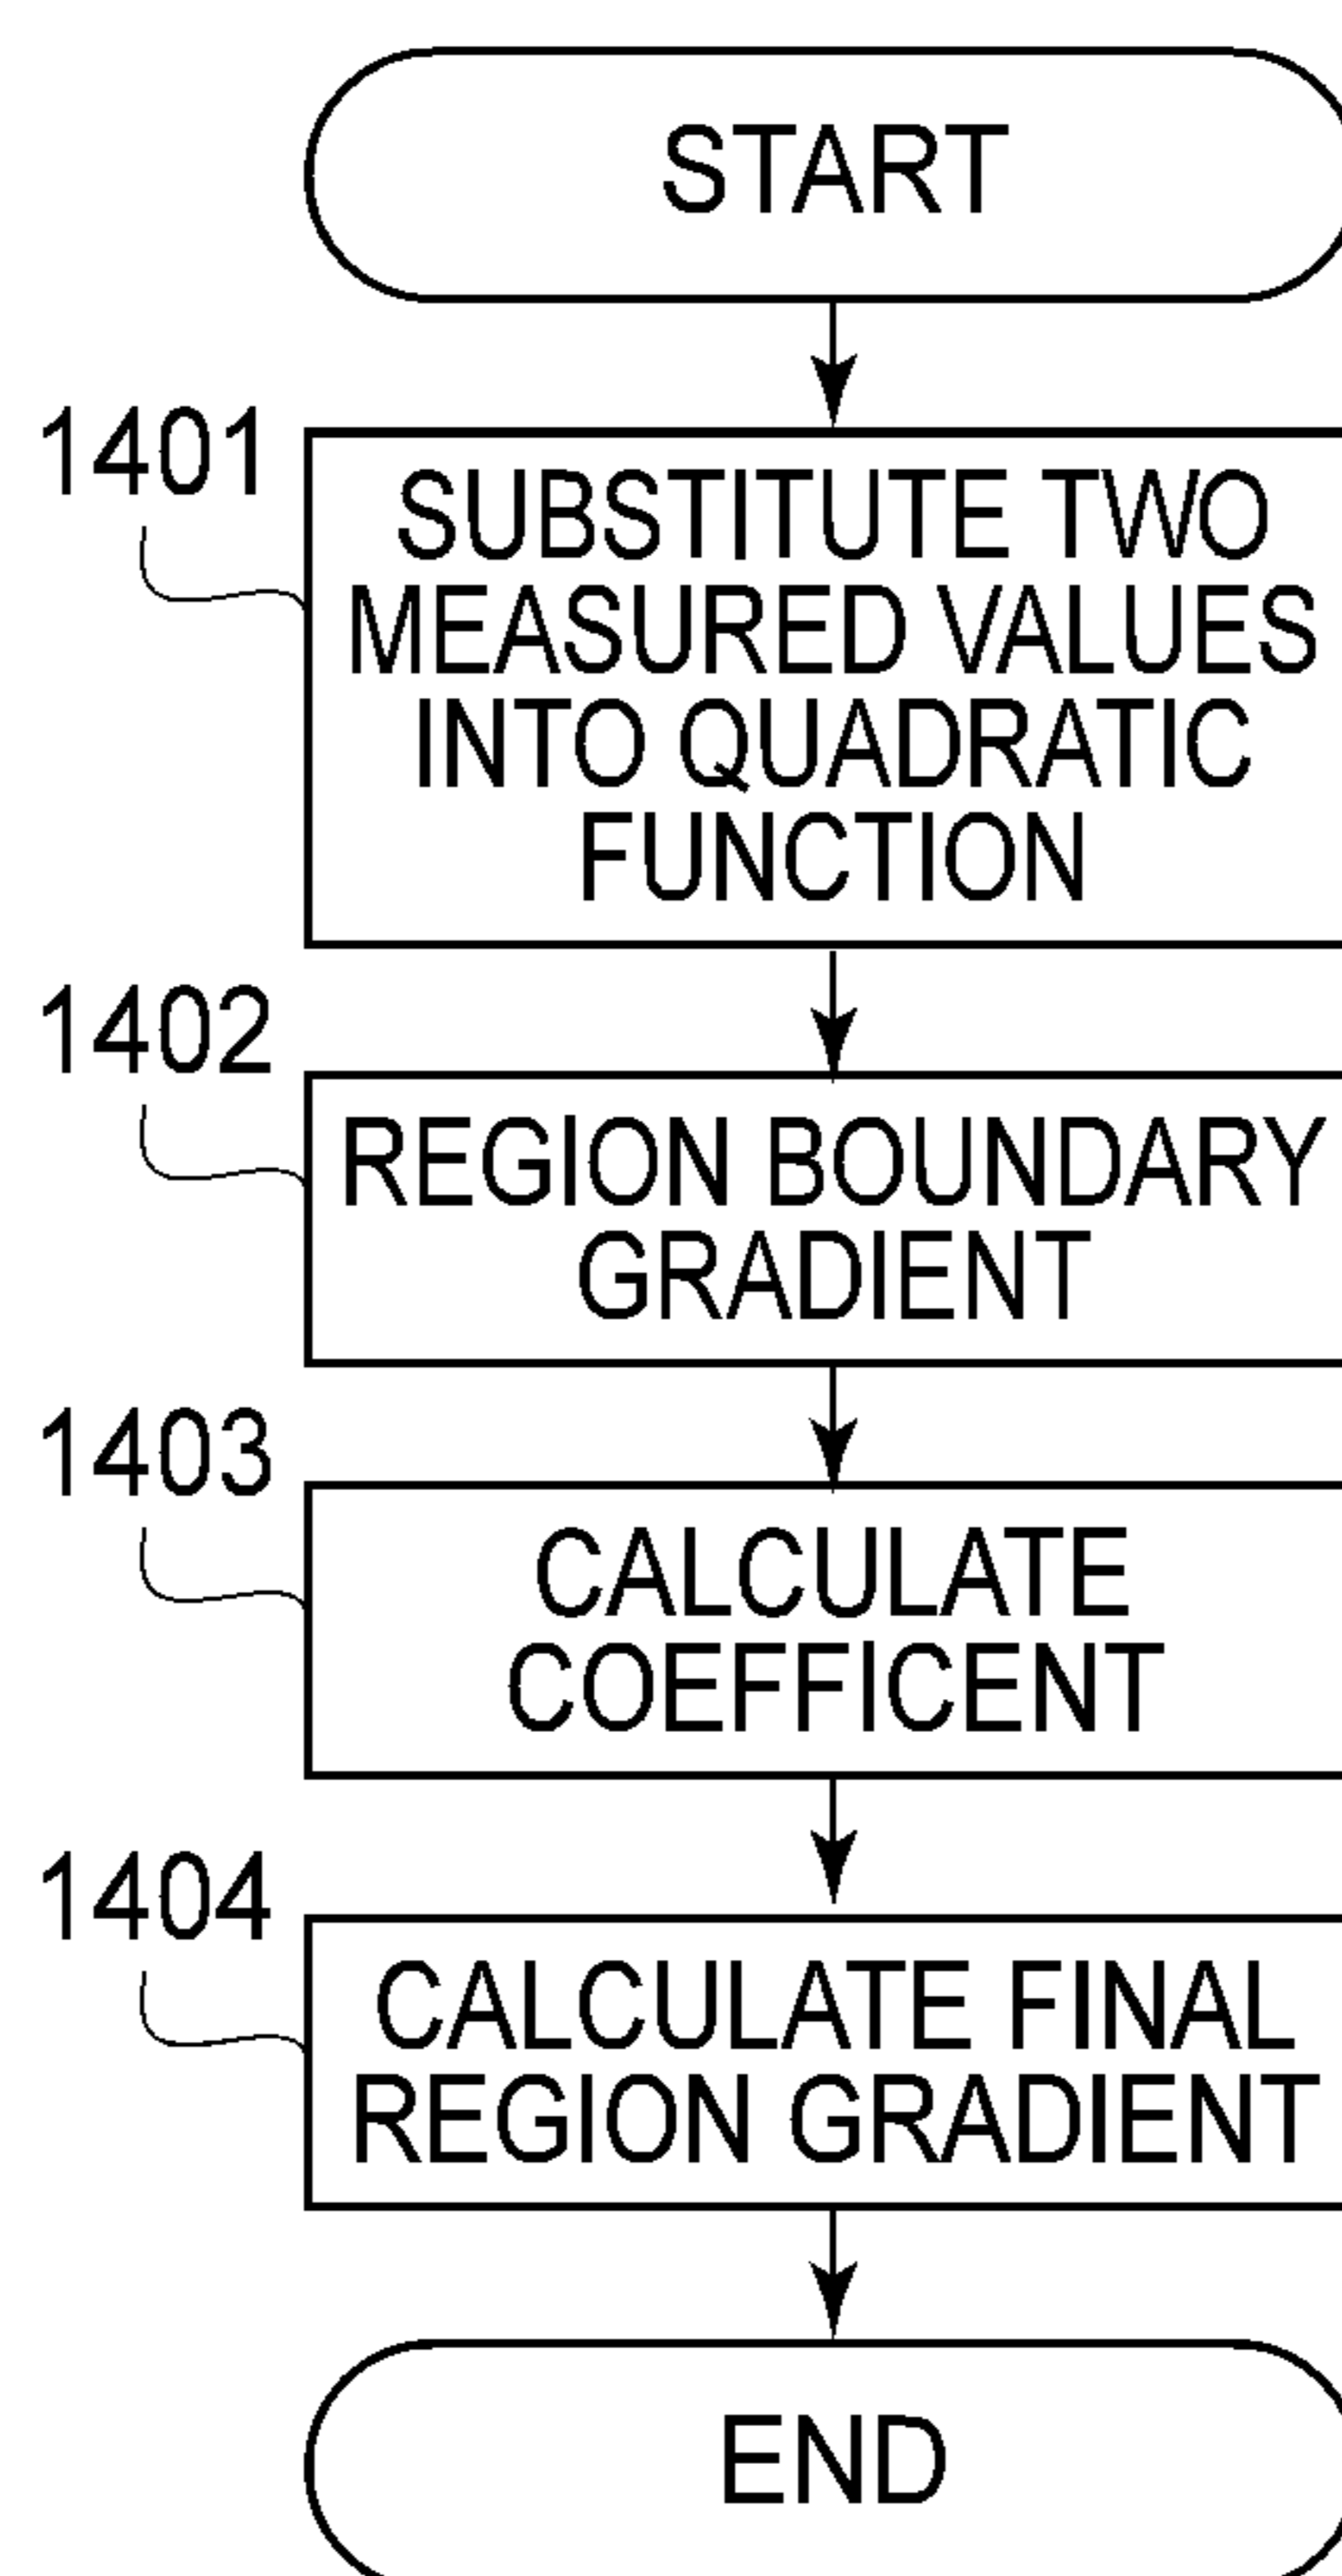 START
1401
SUBSTITUTE TWO
MEASURED VALUES
INTO QUADRATIC
FUNCTION
1402
REGION BOUNDARY
GRADIENT
1403
CALCULATE
COEFFICENT
1404
CALCULATE FINAL
REGION GRADIENT
END